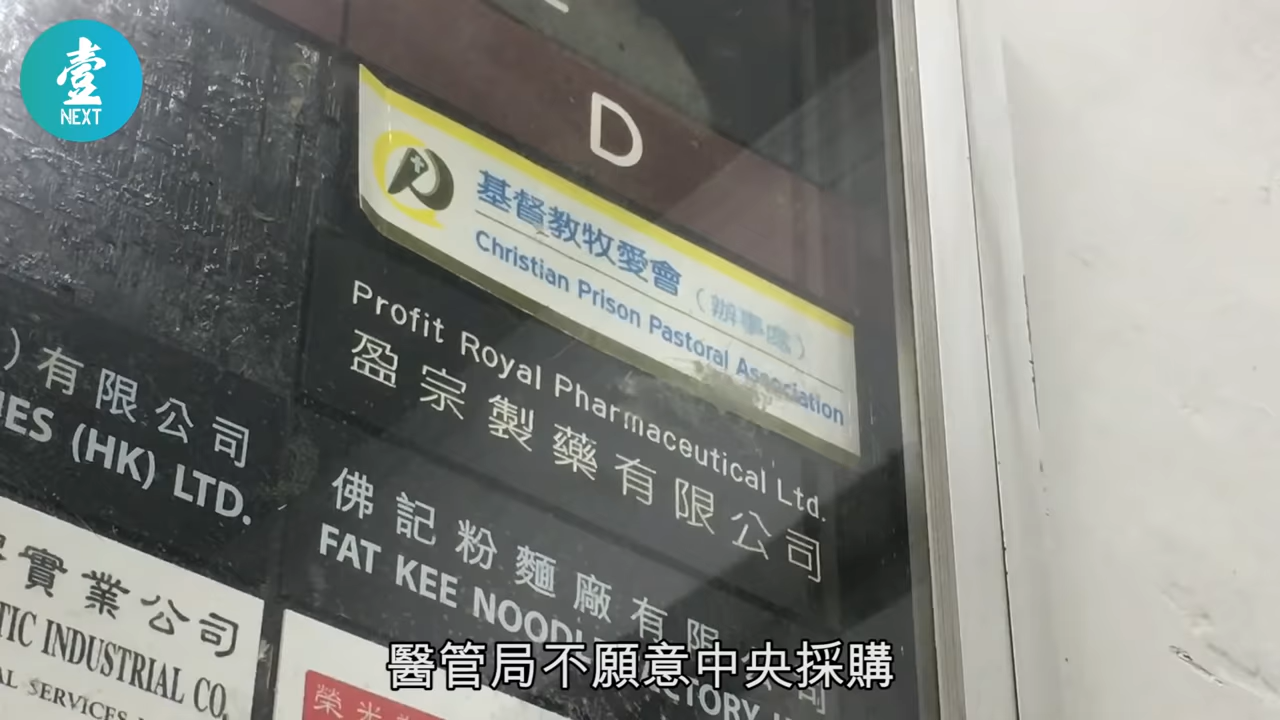 壹
NEXT
D
基督教牧愛會（辦事處）
Christian Prison Pastoral Association
Profit Royal Pharmaceutical Ltd.
盈宗製藥有限公司
)有限公司
(HK) LTD.
佛記粉麵廠有限
FAT KEE NOODLE
實業公司
INDUSTRIAL CO.
SERVICES
榮光
醫管局不願意中央採購